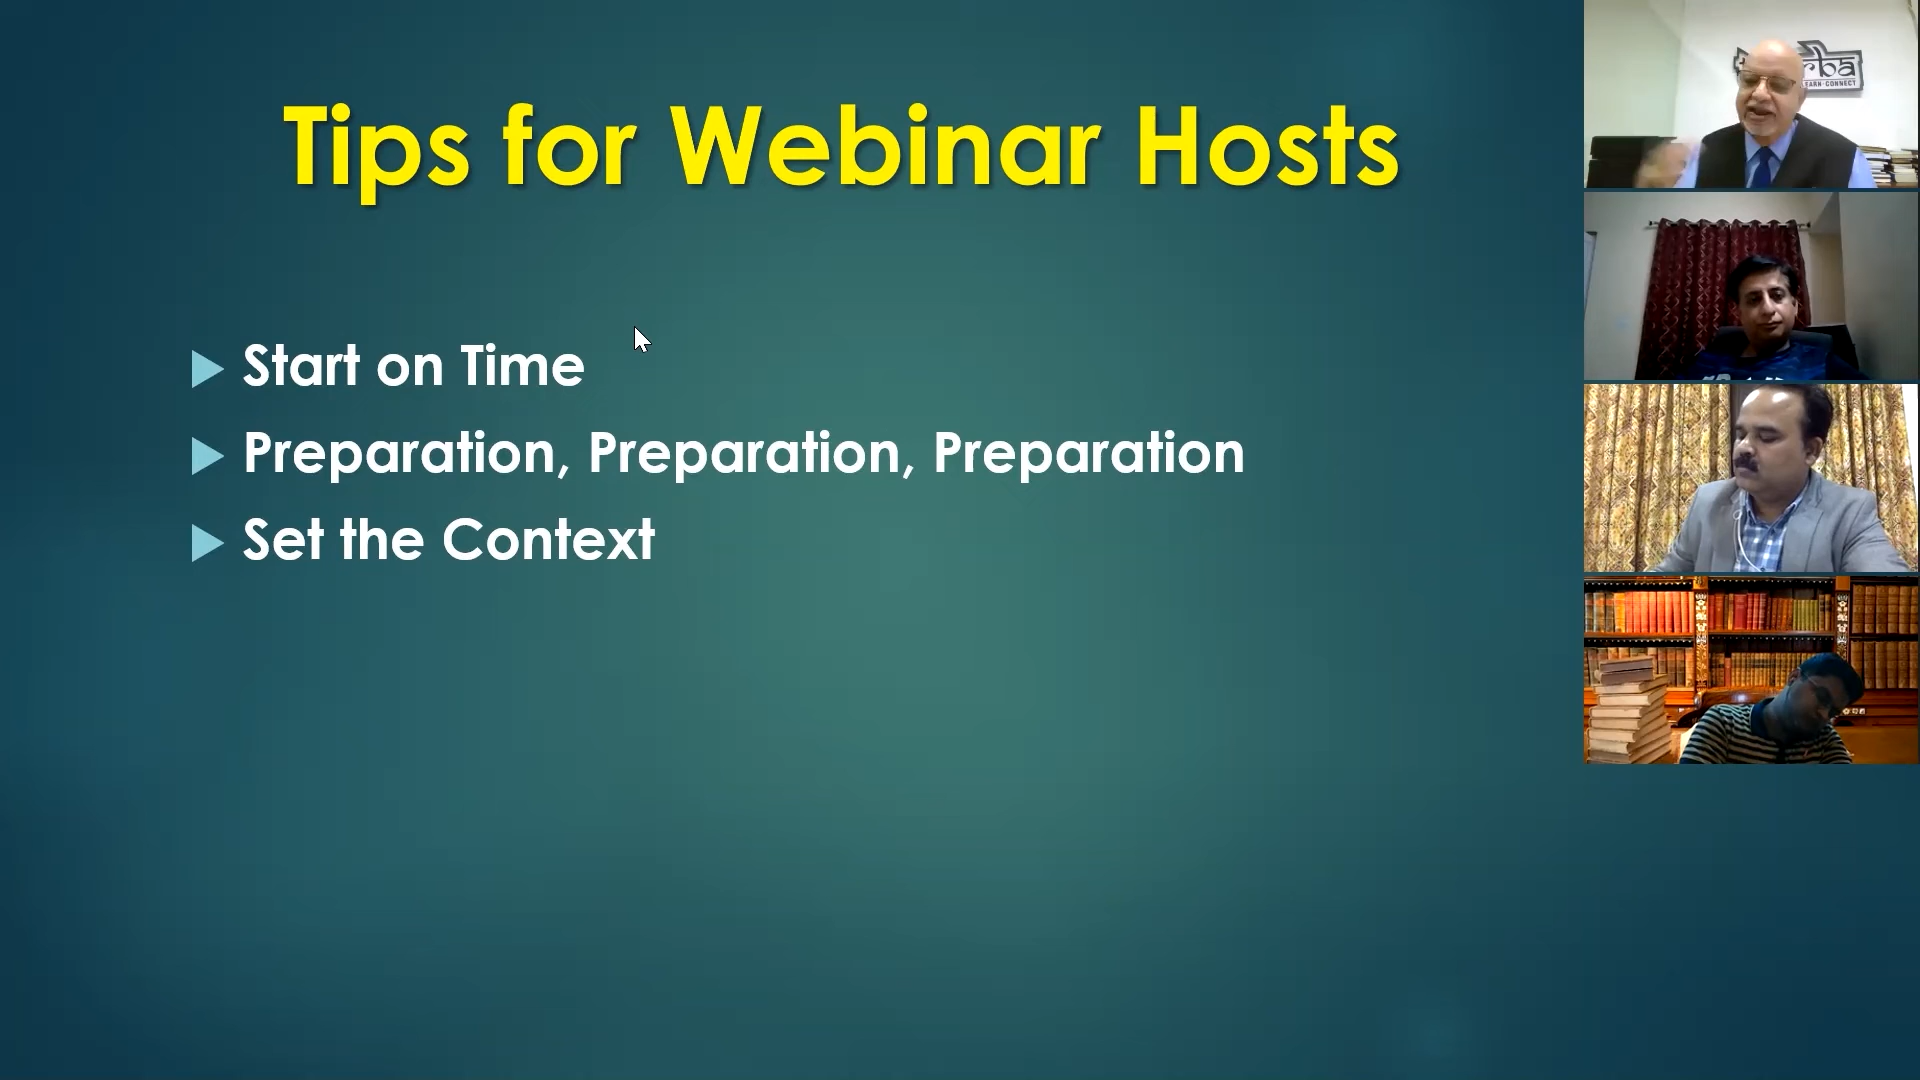 Tips for Webinar Hosts
Start on Time
Preparation, Preparation, Preparation
Set the Context